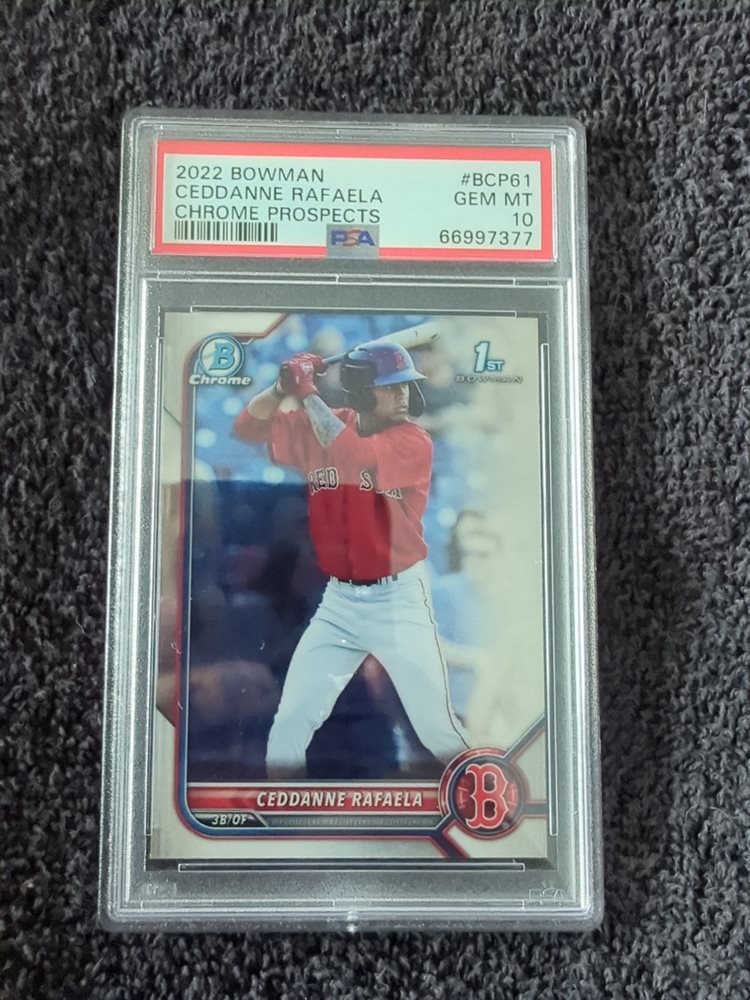 2022 BOWMAN #BCP61
CEDDANNE RAFAELA GEM MT
CHROME PROSPECTS 10
PSA 66997377
B
Chrome
1ST
BOWMAN
RED SOX
CEDDANNE RAFAELA
3B/OF
B